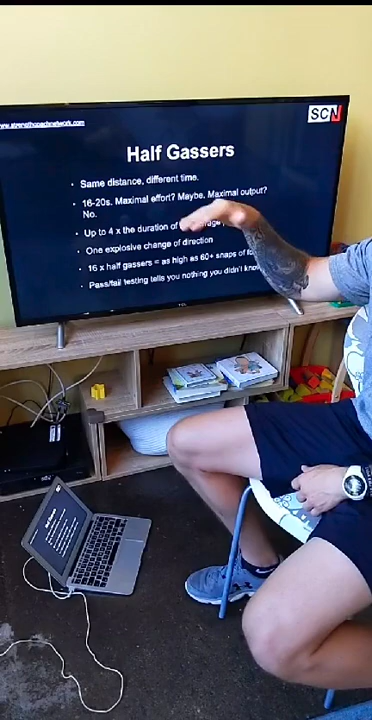 www.strengthcoachnetwork.com
SCN
Half Gassers
• Same distance, different time.
• 16-20s. Maximal effort? Maybe. Maximal output?
No.
• Up to 4 x the duration of
• One explosive change of direction
• 16 x half gassers = as high as 60+ snaps of
• Pass/fail testing tells you nothing you didn't